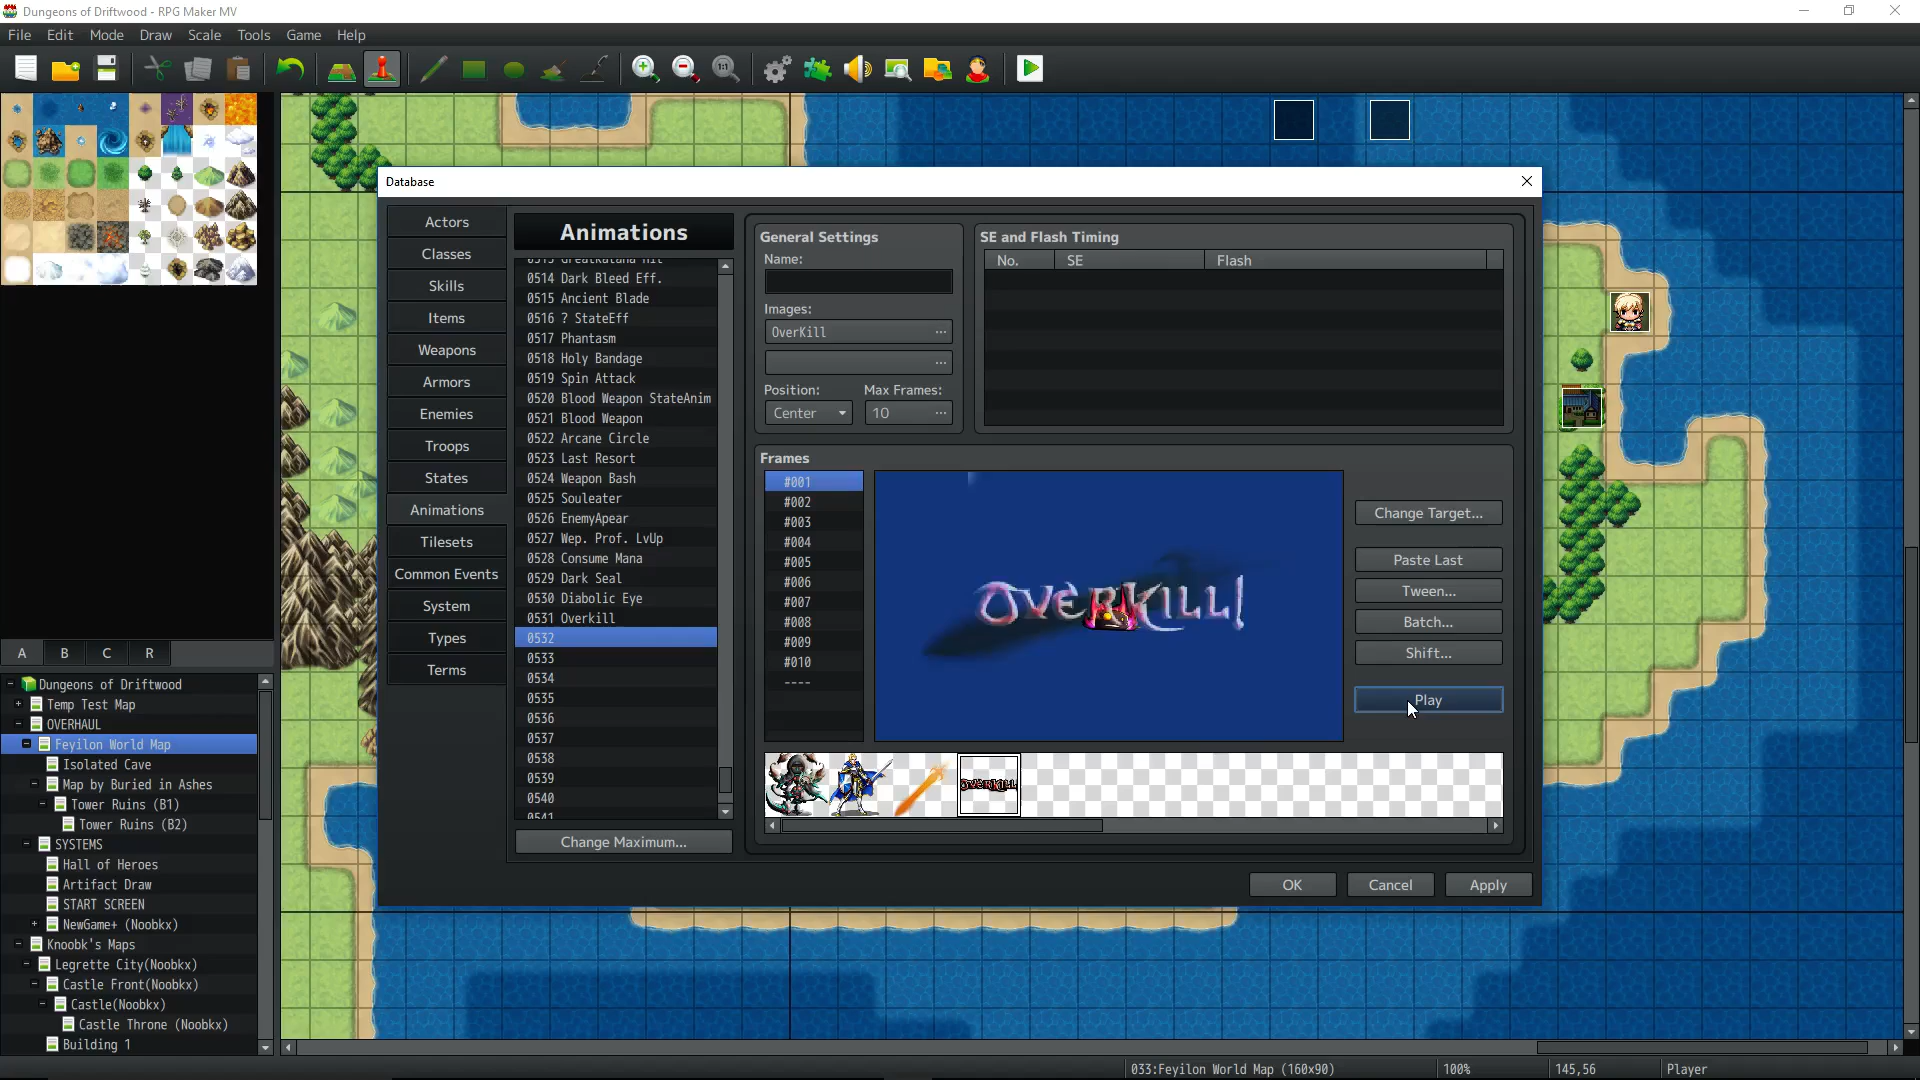 Dungeons of Driftwood - RPG Maker MV
File Edit Mode Draw Scale Tools Game Help
1:1
Database
Actors
Classes
Skills
Items
Weapons
Armors
Enemies
Troops
States
Animations
Tilesets
Common Events
System
Types
Terms
Animations
0513 GreatKatana Hit
0514 Dark Bleed Eff.
0515 Ancient Blade
0516 ? StateEff
0517 Phantasm
0518 Holy Bandage
0519 Spin Attack
0520 Blood Weapon StateAnim
0521 Blood Weapon
0522 Arcane Circle
0523 Last Resort
0524 Weapon Bash
0525 Souleater
0526 EnemyApear
0527 Wep. Prof. LvUp
0528 Consume Mana
0529 Dark Seal
0530 Diabolic Eye
0531 Overkill
0532
0533
0534
0535
0536
0537
0538
0539
0540
0541
Change Maximum...
General Settings
Name:
Images:
OverKill ...
...
Position: Max Frames:
Center 10 ...
SE and Flash Timing
No. SE Flash
Frames
#001
#002
#003
#004
#005
#006
#007
#008
#009
#010
----
OVERKILL!
Change Target...
Paste Last
Tween...
Batch...
Shift...
Play
OVERKILL
OK Cancel Apply
A B C R
Dungeons of Driftwood
Temp Test Map
OVERHAUL
Feyilon World Map
Isolated Cave
Map by Buried in Ashes
Tower Ruins (B1)
Tower Ruins (B2)
SYSTEMS
Hall of Heroes
Artifact Draw
START SCREEN
NewGame+ (Noobkx)
Knoobk's Maps
Legrette City(Noobkx)
Castle Front(Noobkx)
Castle(Noobkx)
Castle Throne (Noobkx)
Building 1
033:Feyilon World Map (160x90) 100% 145,56 Player